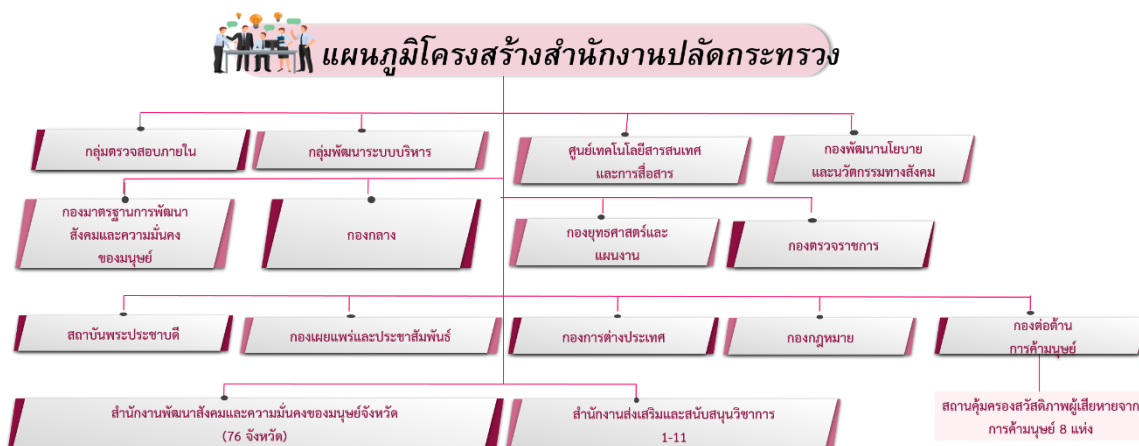 แผนภูมิโครงสร้างสำนักงานปลัดกระทรวง
กลุ่มตรวจสอบภายใน
กลุ่มพัฒนาระบบบริหาร
ศูนย์เทคโนโลยีสารสนเทศ
และการสื่อสาร
กองพัฒนานโยบาย
และนวัตกรรมทางสังคม
กองมาตรฐานการพัฒนา
สังคมและความมั่นคง
ของมนุษย์
กองกลาง
กองยุทธศาสตร์และ
แผนงาน
กองตรวจราชการ
สถาบันพระประชาบดี
กองเผยแพร่และประชาสัมพันธ์
กองการต่างประเทศ
กองกฎหมาย
กองต่อต้าน
การค้ามนุษย์
สำนักงานพัฒนาสังคมและความมั่นคงของมนุษย์จังหวัด
(76 จังหวัด)
สำนักงานส่งเสริมและสนับสนุนวิชาการ
1-11
สถานคุ้มครองสวัสดิภาพผู้เสียหายจาก
การค้ามนุษย์ 8 แห่ง